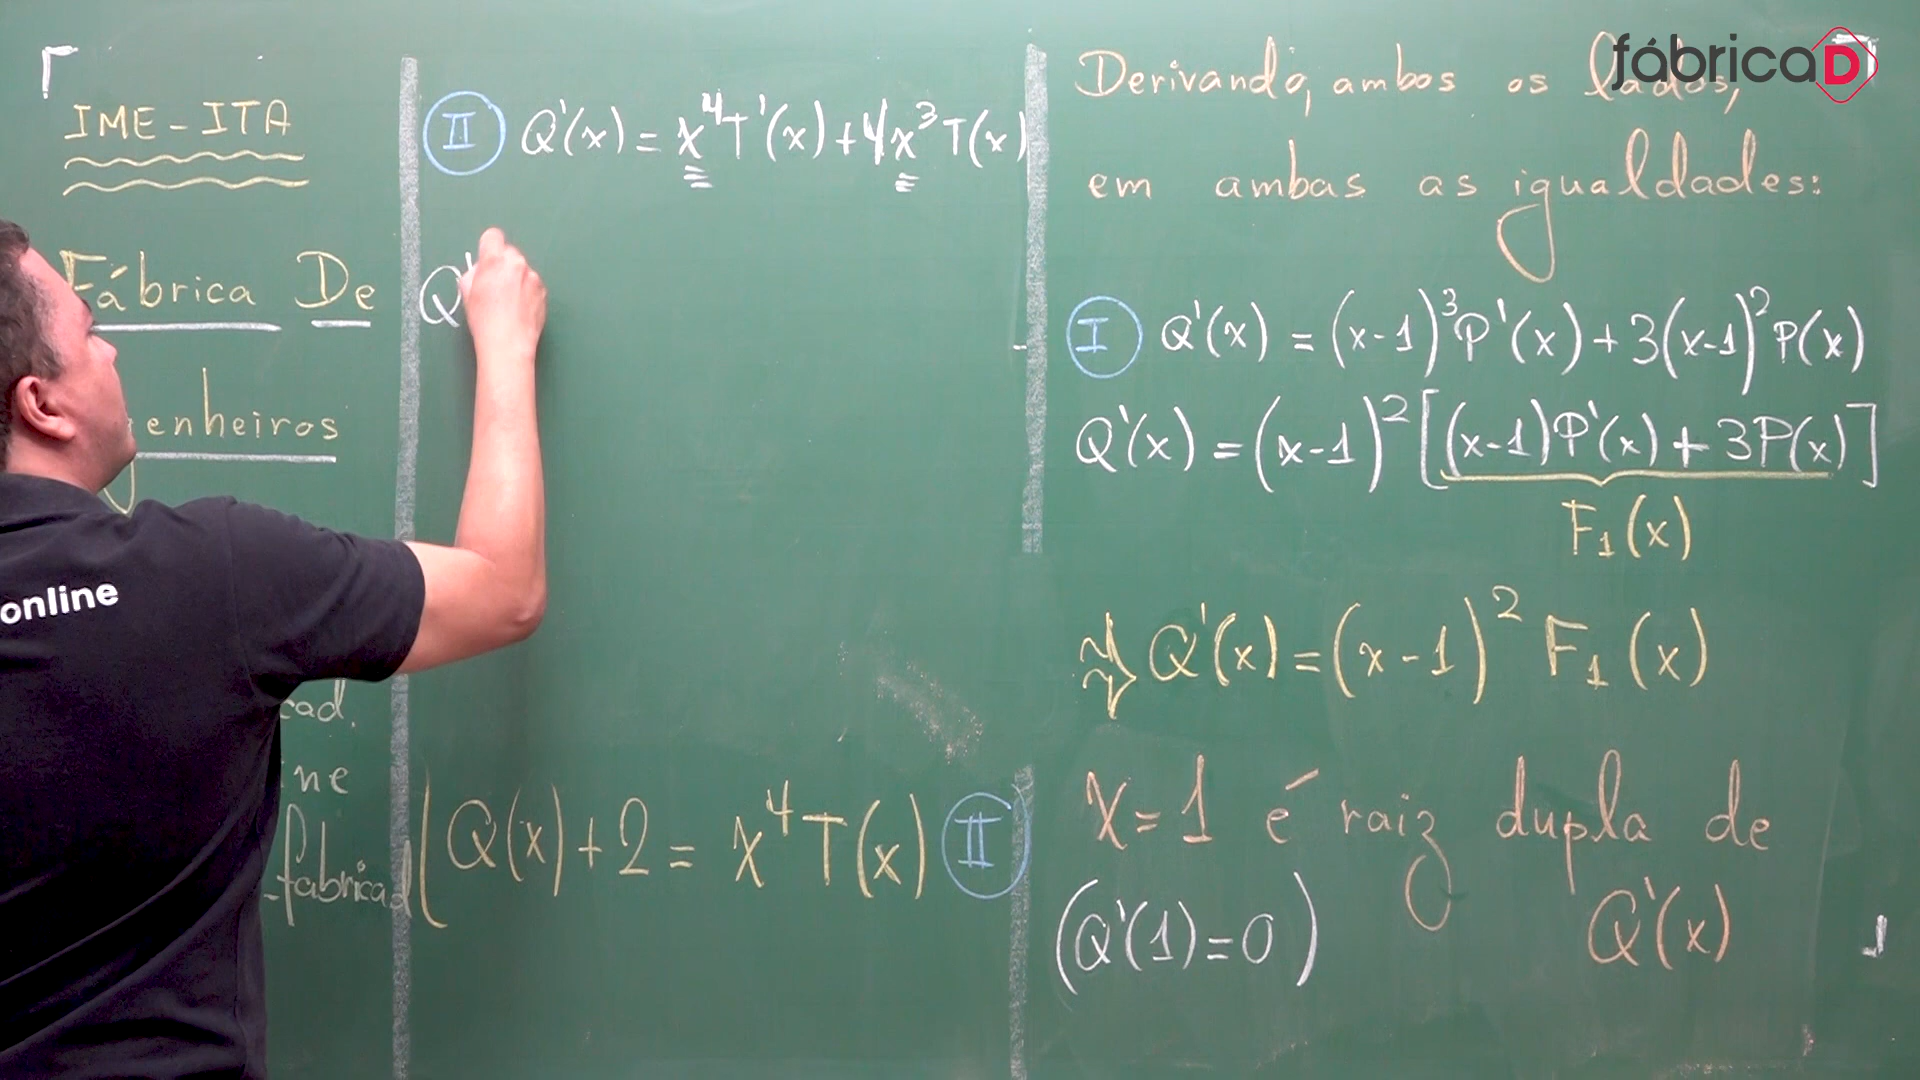 fábricaD
IME-ITA
Fábrica De
enheiros
online
cad.
ine
-fabricad
II Q'(x) = x⁴T'(x)+4x³T(x)
Q'
Q(x)+2 = x⁴T(x) II
Derivando, ambos os lados,
em ambas as igualdades:
I Q'(x) = (x-1)³P'(x)+3(x-1)²P(x)
Q'(x) = (x-1)²[(x-1)P'(x)+3P(x)]
F₁(x)
⇒ Q'(x) = (x-1)² F₁(x)
x=1 é raiz dupla de
(Q'(1)=0) Q'(x)